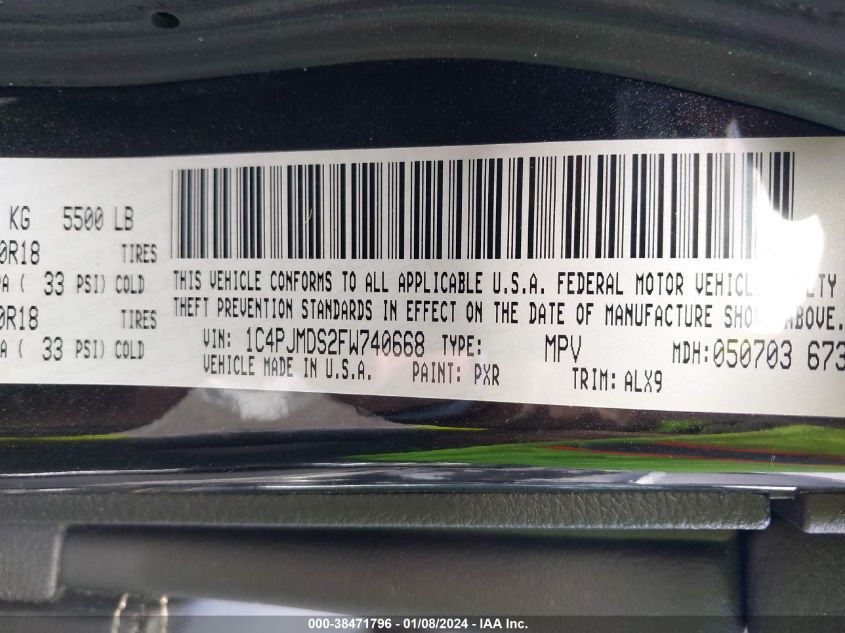 KG 5500 LB
0R18 TIRES
PA ( 33 PSI) COLD
0R18 TIRES
A ( 33 PSI) COLD
THIS VEHICLE CONFORMS TO ALL APPLICABLE U.S.A. FEDERAL MOTOR
THEFT PREVENTION STANDARDS IN EFFECT ON THE DATE OF MANUFACTURE ABOVE.
VIN: 1C4PJMDS2FW740668 TYPE: MPV MDH: 050703 673
VEHICLE MADE IN U.S.A. PAINT: PXR TRIM: ALX9
000-38471796 - 01/08/2024 - IAA Inc.